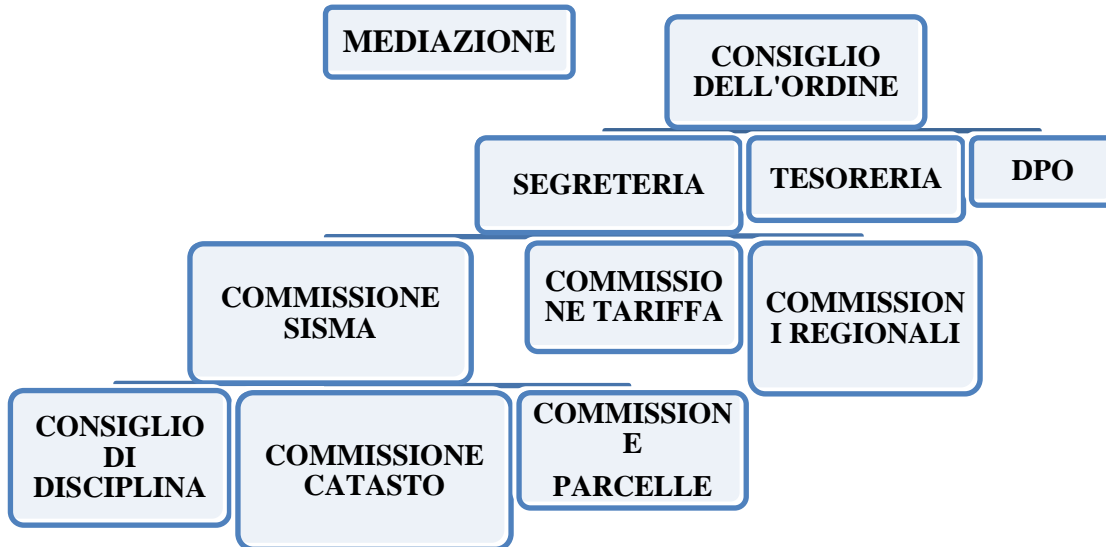 MEDIAZIONE
CONSIGLIO
DELL'ORDINE
SEGRETERIA
TESORERIA
DPO
COMMISSIONE
SISMA
COMMISSIO
NE TARIFFA
COMMISSION
I REGIONALI
CONSIGLIO
DI
DISCIPLINA
COMMISSIONE
CATASTO
COMMISSION
E
PARCELLE